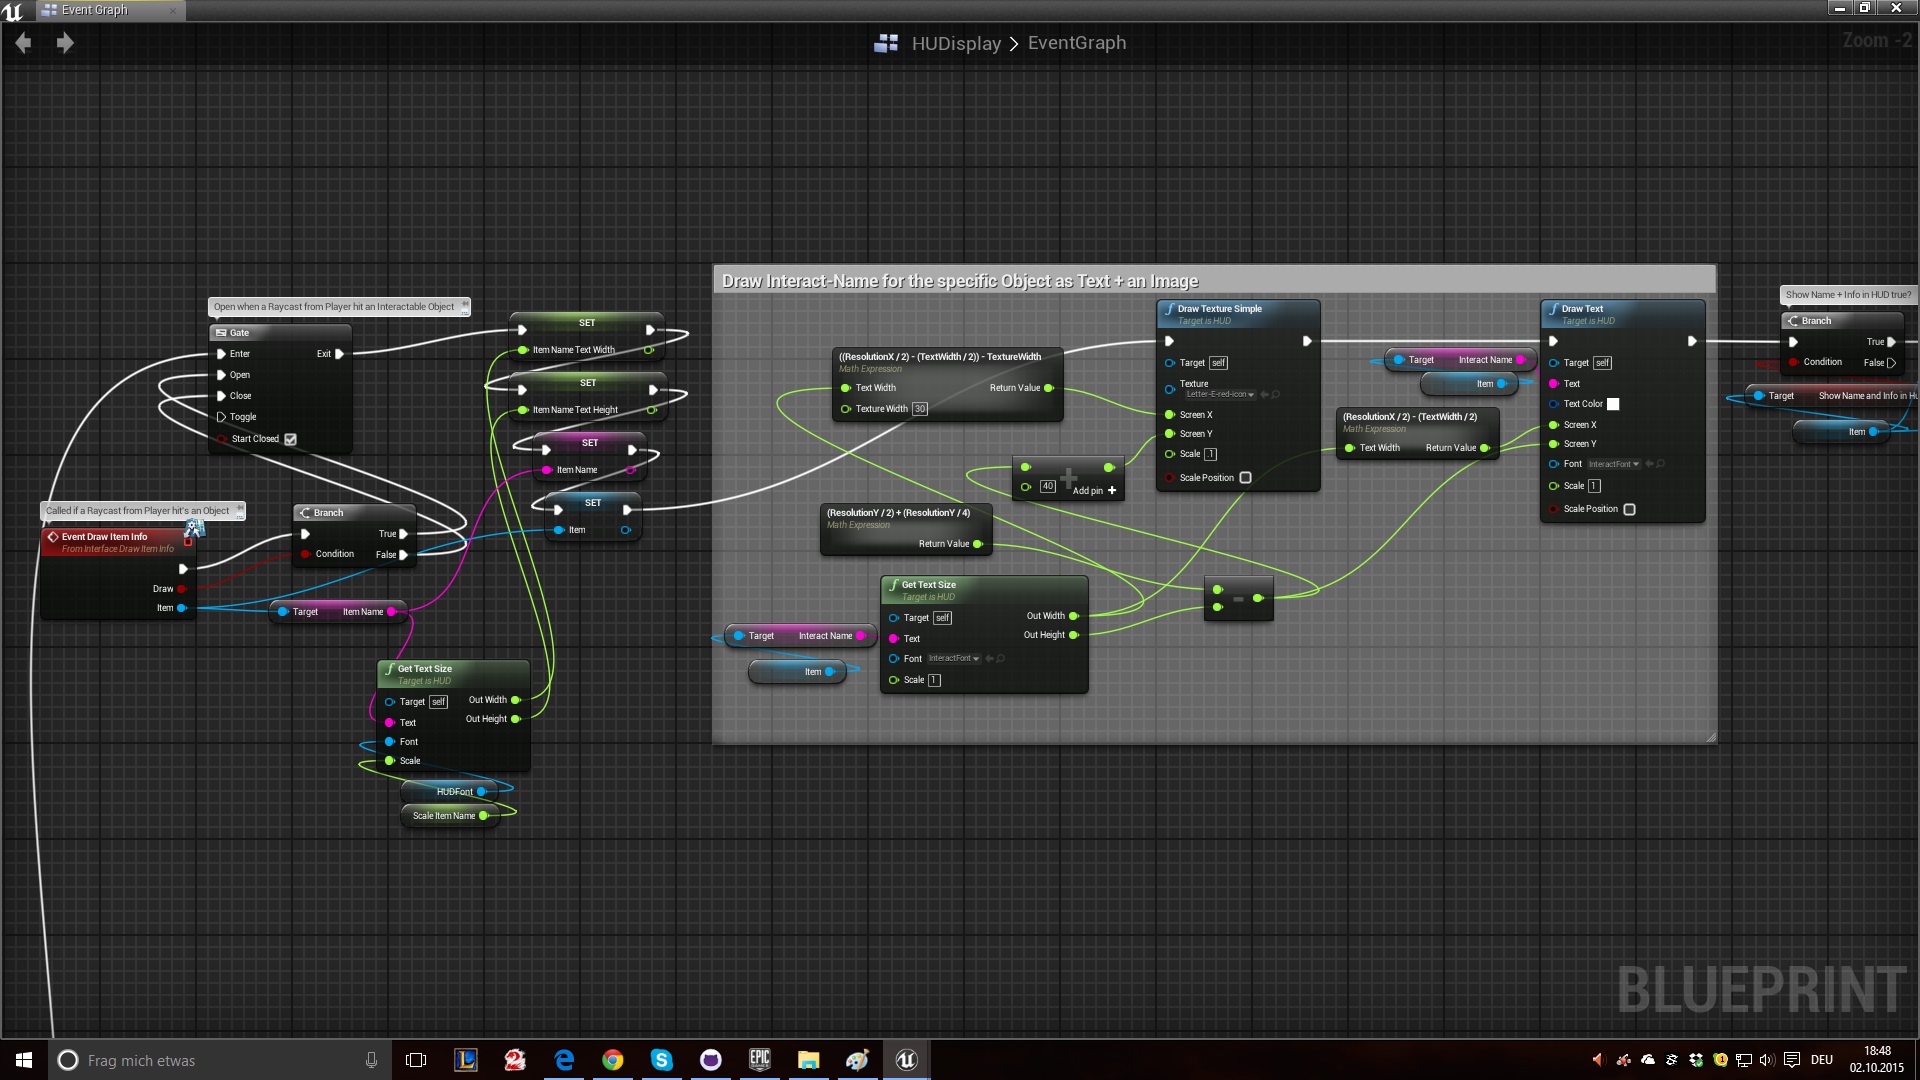 Event Graph
HUDisplay > EventGraph
Zoom -2
Open when a Raycast from Player hit an Interactable Object
Gate
Enter Exit
Open
Close
Toggle
Start Closed
SET
Item Name Text Width
SET
Item Name Text Height
SET
Item Name
SET
Item
Called if a Raycast from Player hit's an Object
Event Draw Item Info
From Interface Draw Item Info
Draw
Item
Branch
True
Condition False
Target Item Name
Get Text Size
Target is HUD
Target self Out Width
Text Out Height
Font
Scale
HUDFont
Scale Item Name
Draw Interact-Name for the specific Object as Text + an Image
((ResolutionX / 2) - (TextWidth / 2)) - TextureWidth
Math Expression
Text Width Return Value
Texture Width 30
40 Add pin +
(ResolutionY / 2) + (ResolutionY / 4)
Math Expression
Return Value
Target Interact Name
Item
Get Text Size
Target is HUD
Target self Out Width
Text Out Height
Font InteractFont
Scale 1
Draw Texture Simple
Target is HUD
Target self
Texture
Letter-E-red-icon
Screen X
Screen Y
Scale .1
Scale Position
Target Interact Name
Item
(ResolutionX / 2) - (TextWidth / 2)
Math Expression
Text Width Return Value
Draw Text
Target is HUD
Target self
Text
Text Color
Screen X
Screen Y
Font InteractFont
Scale 1
Scale Position
Show Name + Info in HUD true?
Branch
True
Condition False
Target Show Name and Info in HU
Item
BLUEPRINT
Frag mich etwas
EPIC GAMES
DEU
18:48
02.10.2015